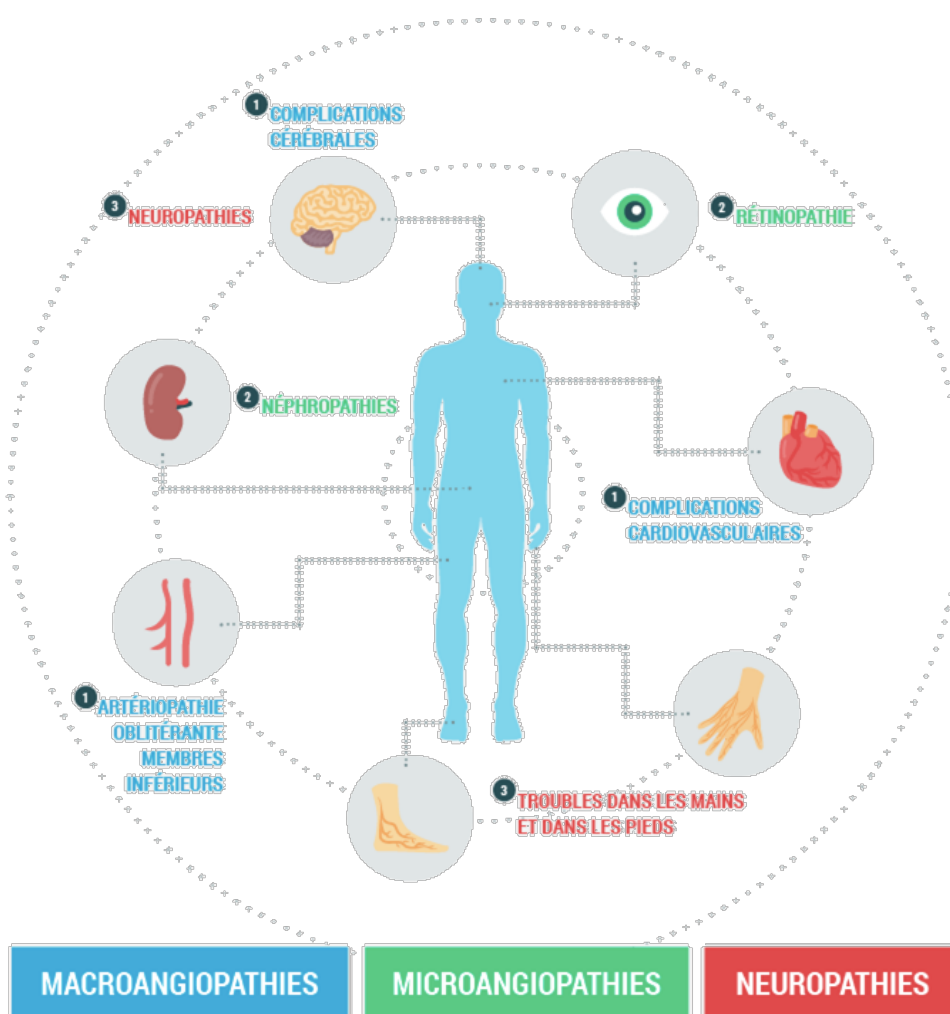 1
COMPLICATIONS
CÉRÉBRALES
3 NEUROPATHIES
2 RÉTINOPATHIE
2 NÉPHROPATHIES
1 COMPLICATIONS
CARDIOVASCULAIRES
1 ARTÉRIOPATHIE
OBLITÉRANTE
MEMBRES
INFÉRIEURS
3 TROUBLES DANS LES MAINS
ET DANS LES PIEDS
MACROANGIOPATHIES
MICROANGIOPATHIES
NEUROPATHIES